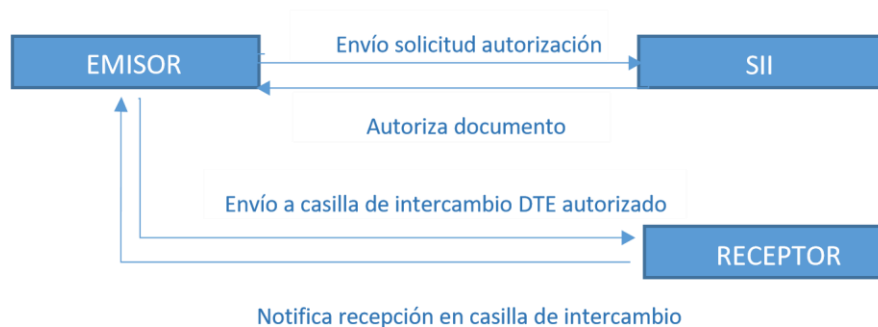 Envío solicitud autorización
EMISOR
SII
Autoriza documento
Envío a casilla de intercambio DTE autorizado
RECEPTOR
Notifica recepción en casilla de intercambio